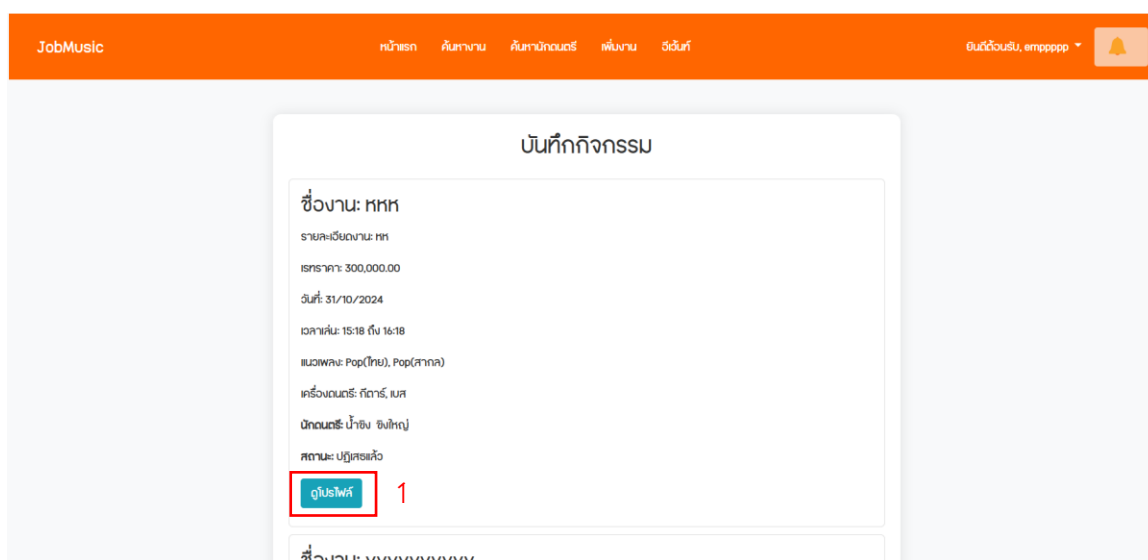 JobMusic หน้าแรก ค้นหางาน ค้นหานักดนตรี เพิ่มงาน อีเว้นท์ ยินดีต้อนรับ, emppppp
บันทึกกิจกรรม
ชื่องาน: หหห
รายละเอียดงาน: หห
เรทราคา: 300,000.00
วันที่: 31/10/2024
เวลาเล่น: 15:18 ถึง 16:18
แนวเพลง: Pop(ไทย), Pop(สากล)
เครื่องดนตรี: กีตาร์, เบส
นักดนตรี: น้ำขิง ขิงใหญ่
สถานะ: ปฏิเสธแล้ว
ดูโปรไฟล์ 1
ชื่องาน: